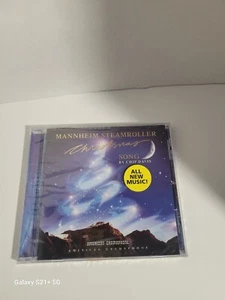 MANNHEIM STEAMROLLER
Christmas
SONG
BY CHIP DAVIS
ALL
NEW
MUSIC!
AMERICAN GRAMAPHONE
Galaxy S21+ 5G